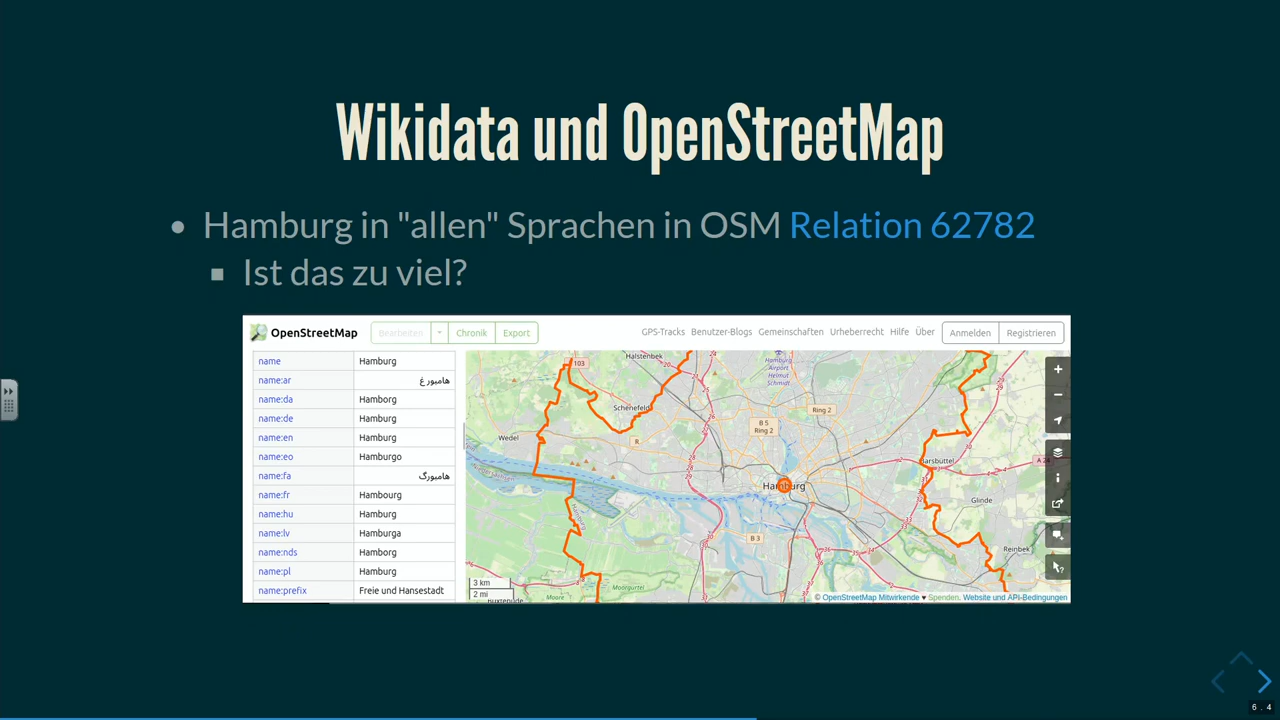 Wikidata und OpenStreetMap
Hamburg in "allen" Sprachen in OSM Relation 62782
Ist das zu viel?
OpenStreetMap
Bearbeiten
Chronik
Export
GPS-Tracks Benutzer-Blogs Gemeinschaften Urheberrecht Hilfe Über
Anmelden
Registrieren
name Hamburg
name:ar هامبورغ
name:da Hamborg
name:de Hamburg
name:en Hamburg
name:eo Hamburgo
name:fa هامبورگ
name:fr Hambourg
name:hu Hamburg
name:lv Hamburga
name:nds Hamborg
name:pl Hamburg
name:prefix Freie und Hansestadt
Halstenbek
103
Hamburg
Airport
Helmut
Schmidt
Schenefeld
Ring 2
B 5
Ring 2
Wedel
Barsbüttel
A 24
Hamburg
Glinde
B 3
Reinbek
3 km
2 mi
Buxtehude
Moore
Moorgürtel
© OpenStreetMap Mitwirkende ♥ Spenden. Website und API-Bedingungen
6.4